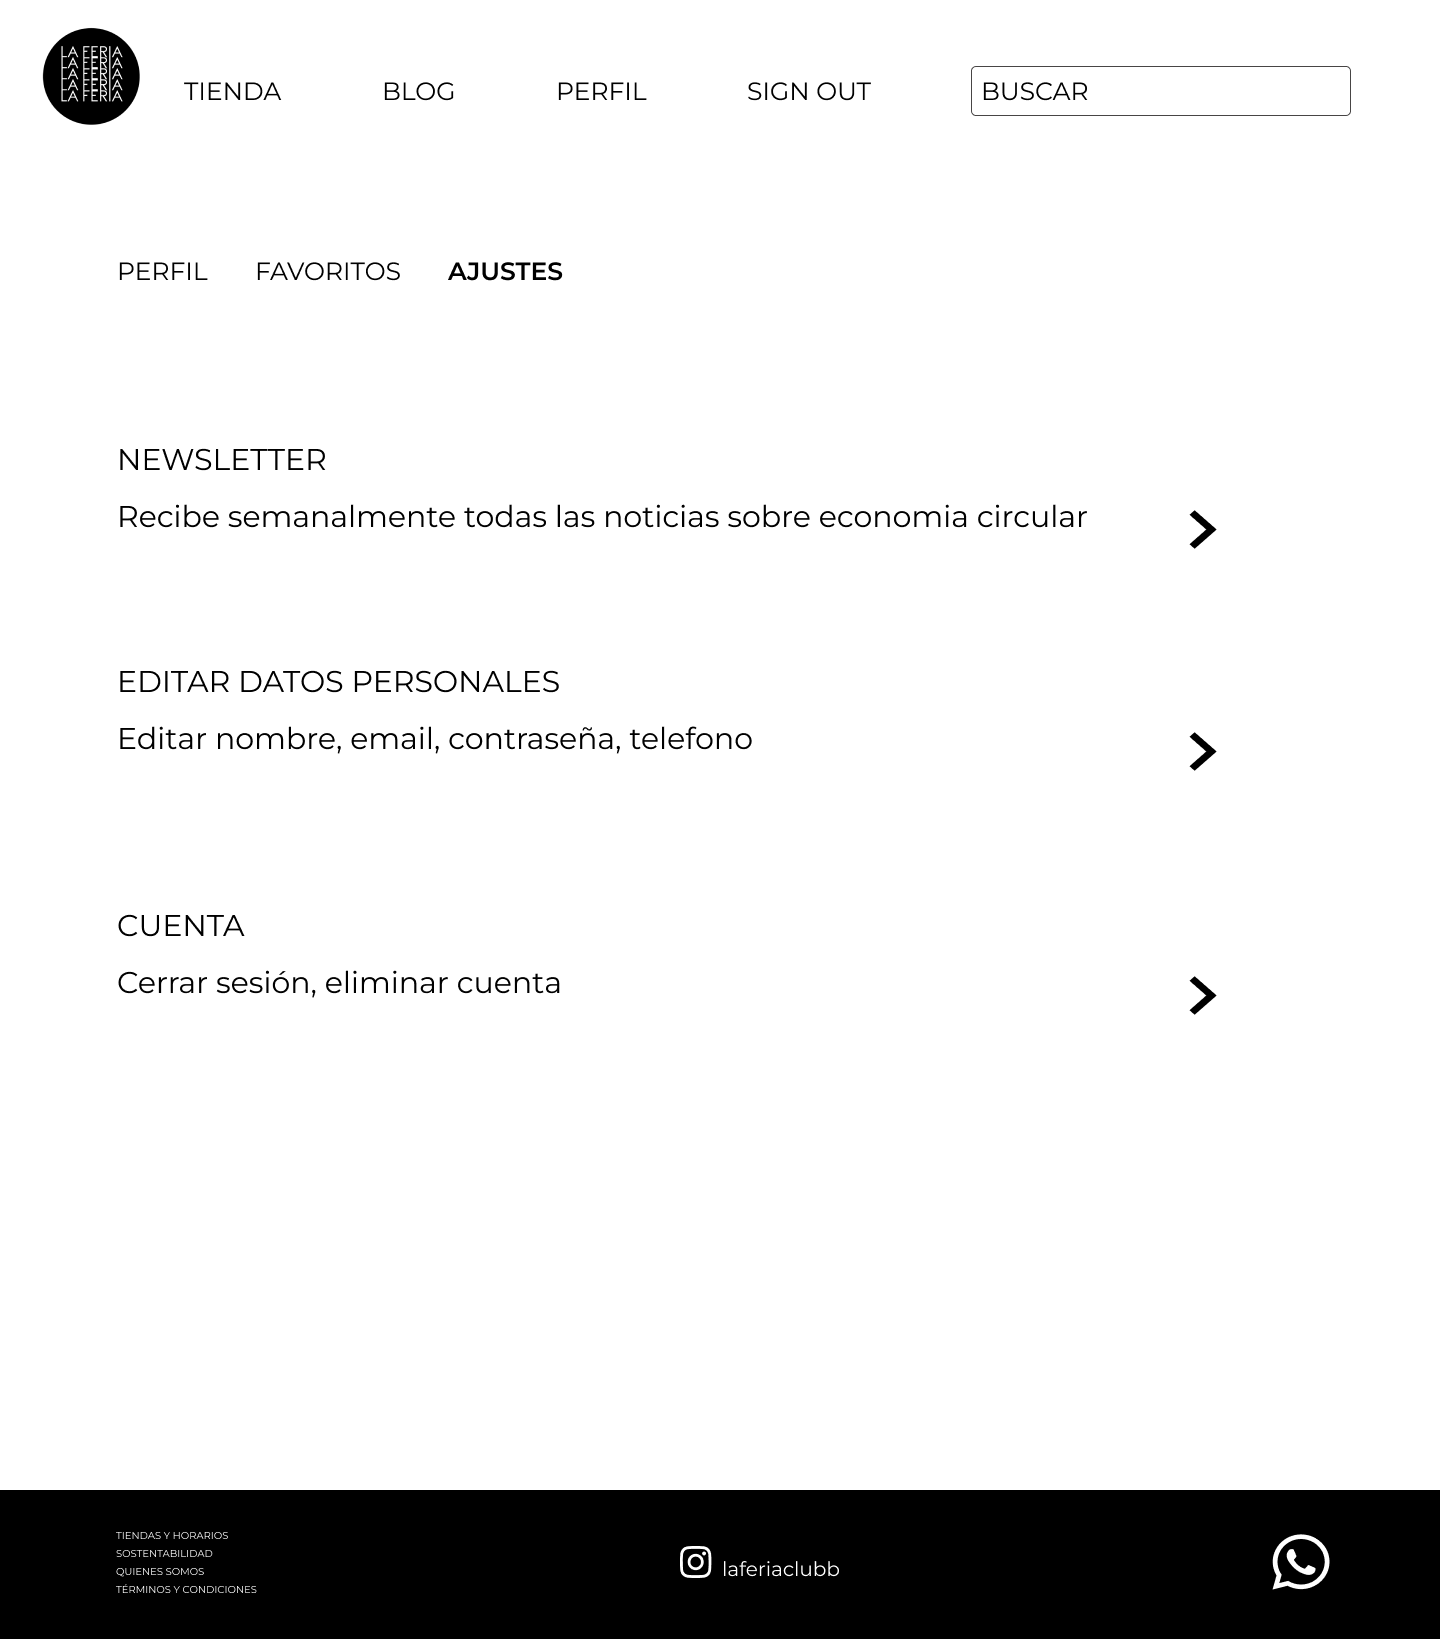 LA FERIA
LA FERIA
LA FERIA
LA FERIA
LA FERIA
TIENDA BLOG PERFIL SIGN OUT BUSCAR
PERFIL FAVORITOS AJUSTES
NEWSLETTER
Recibe semanalmente todas las noticias sobre economia circular
EDITAR DATOS PERSONALES
Editar nombre, email, contraseña, telefono
CUENTA
Cerrar sesión, eliminar cuenta
TIENDAS Y HORARIOS
SOSTENTABILIDAD
QUIENES SOMOS
TÉRMINOS Y CONDICIONES
laferiaclubb